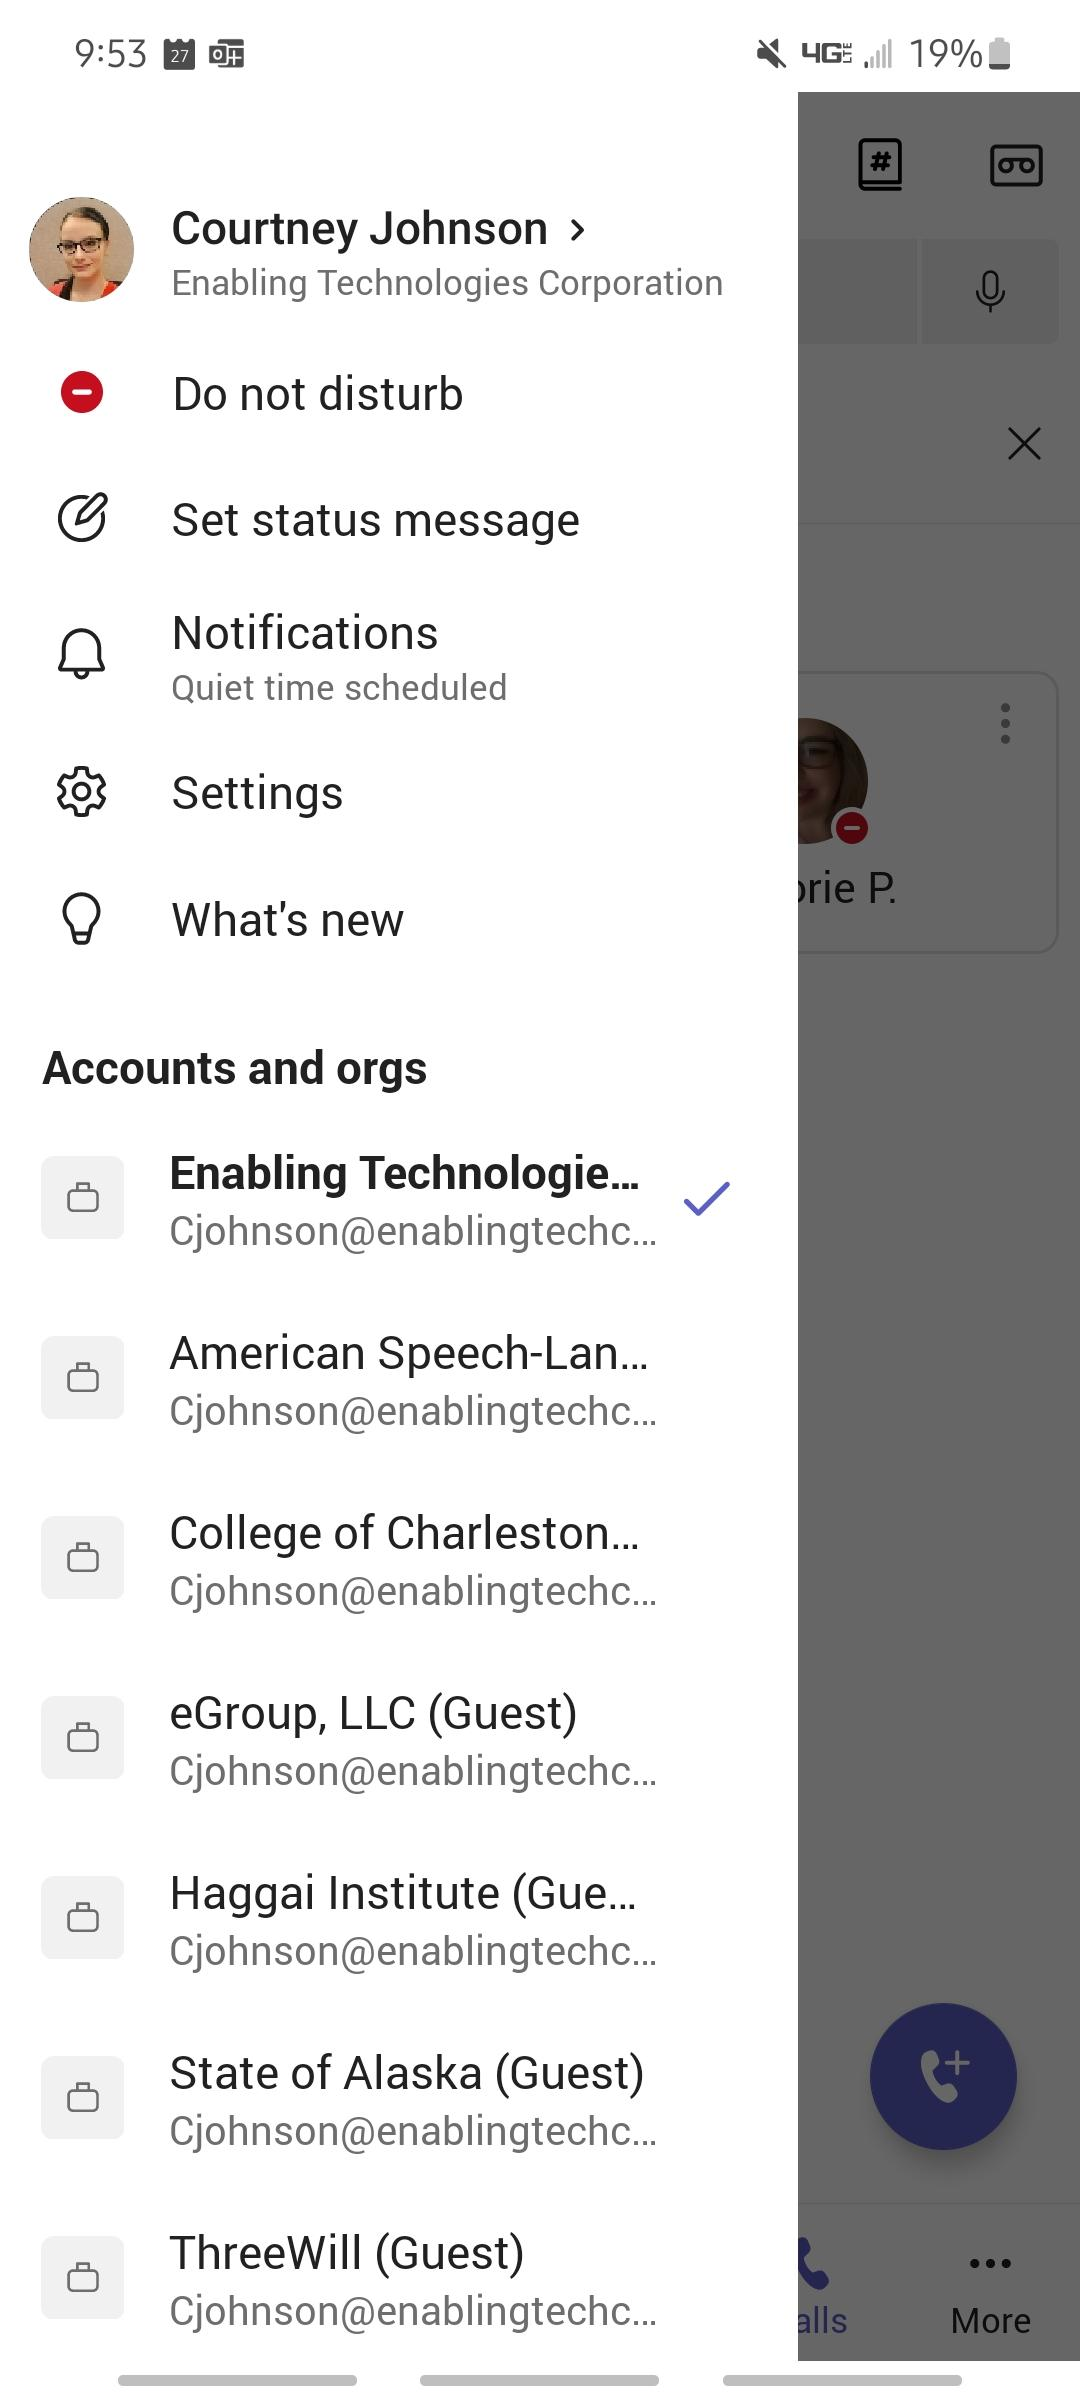 9:53 27 4G LTE 19%
Courtney Johnson
Enabling Technologies Corporation
Do not disturb
Set status message
Notifications
Quiet time scheduled
Settings
What's new
orie P.
Accounts and orgs
Enabling Technologie...
Cjohnson@enablingtechc...
American Speech-Lan...
Cjohnson@enablingtechc...
College of Charleston...
Cjohnson@enablingtechc...
eGroup, LLC (Guest)
Cjohnson@enablingtechc...
Haggai Institute (Gue...
Cjohnson@enablingtechc...
State of Alaska (Guest)
Cjohnson@enablingtechc...
ThreeWill (Guest)
Cjohnson@enablingtechc...
alls
More